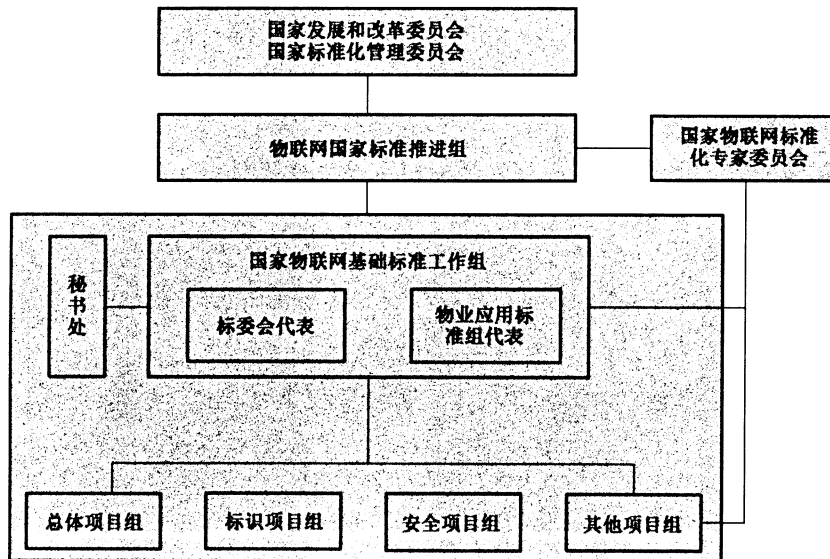 国家发展和改革委员会
国家标准化管理委员会
物联网国家标准推进组
国家物联网标准
化专家委员会
秘书处
国家物联网基础标准工作组
标委会代表
物业应用标
准组代表
总体项目组
标识项目组
安全项目组
其他项目组